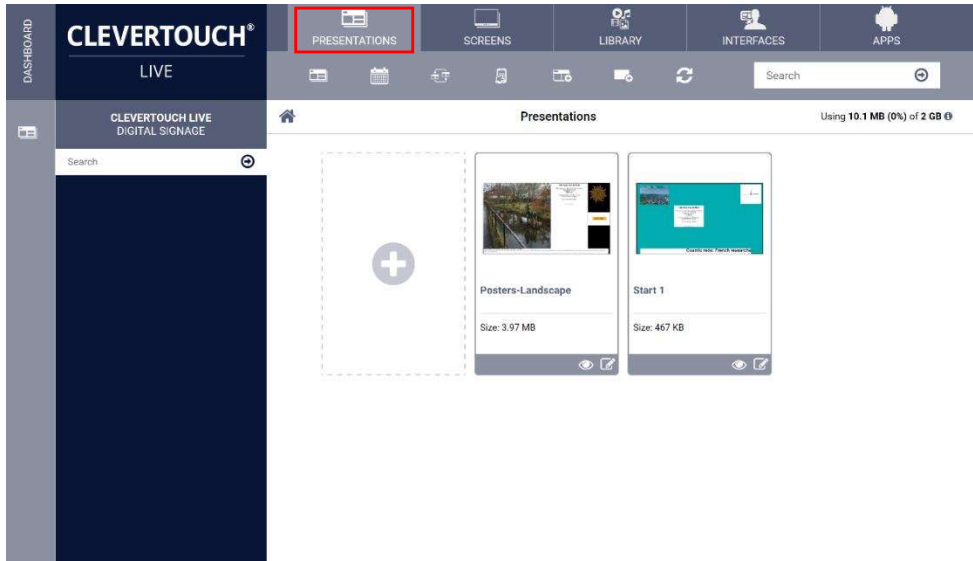 DASHBOARD
CLEVERTOUCH®
LIVE
PRESENTATIONS
SCREENS
LIBRARY
INTERFACES
APPS
Search
CLEVERTOUCH LIVE
DIGITAL SIGNAGE
Search
Presentations
Using 10.1 MB (0%) of 2 GB
Posters-Landscape
Size: 3.97 MB
Start 1
Size: 467 KB